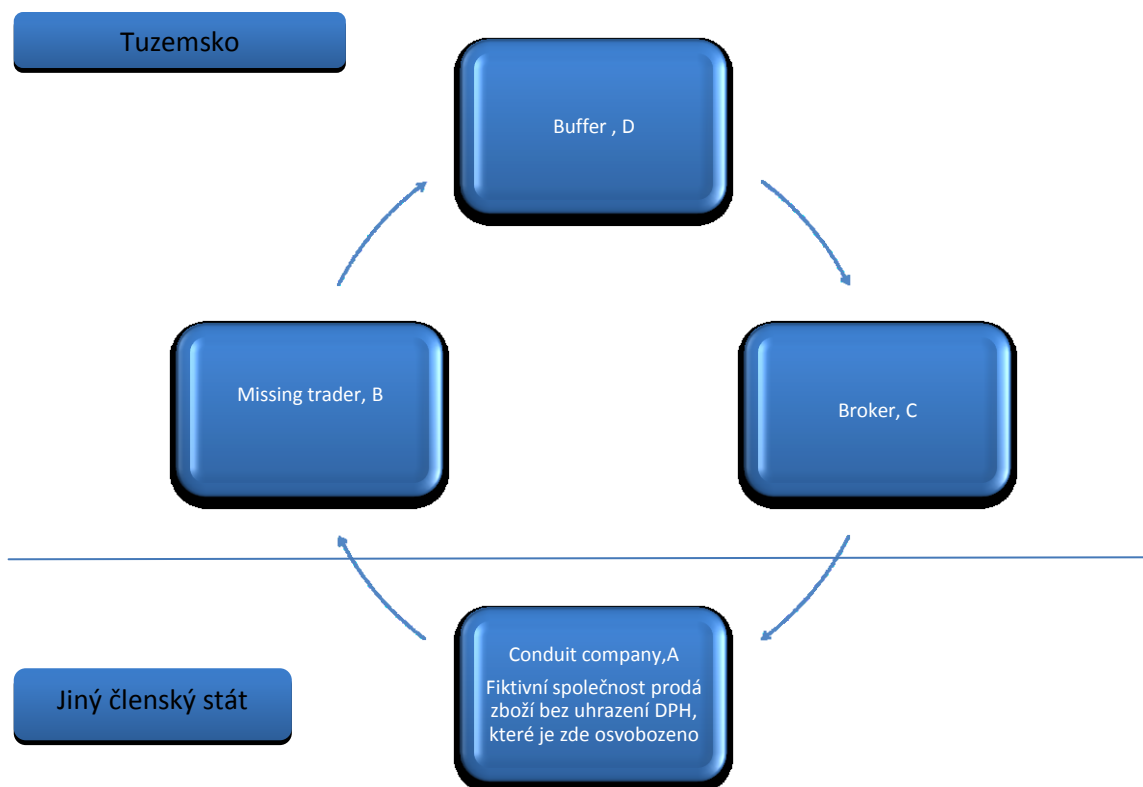 Tuzemsko
Buffer , D
Missing trader, B
Broker, C
Conduit company,A
Fiktivní společnost prodá
zboží bez uhrazení DPH,
které je zde osvobozeno
Jiný členský stát